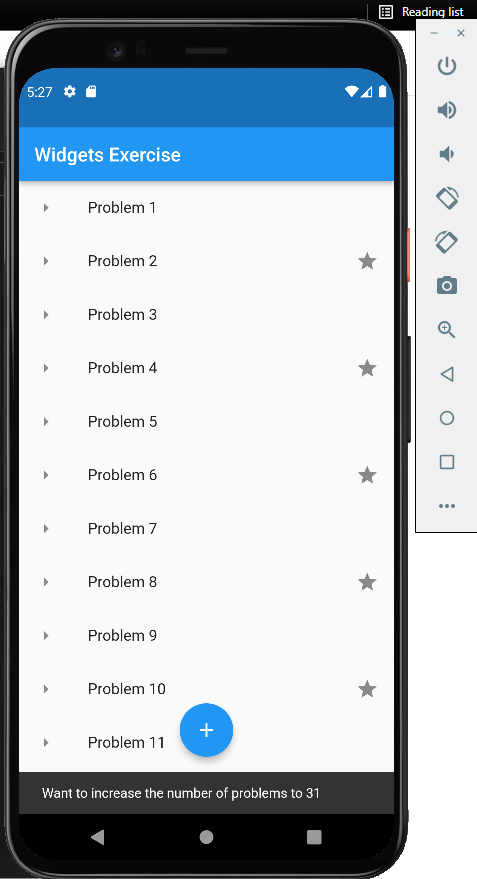 Reading list
5:27
Widgets Exercise
Problem 1
Problem 2
Problem 3
Problem 4
Problem 5
Problem 6
Problem 7
Problem 8
Problem 9
Problem 10
Problem 11
Want to increase the number of problems to 31